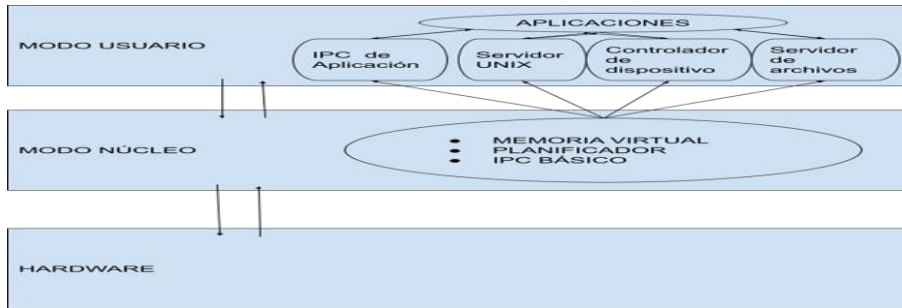 APLICACIONES
MODO USUARIO
IPC de
Aplicación
Servidor
UNIX
Controlador
de
dispositivo
Servidor
de
archivos
MODO NÚCLEO
MEMORIA VIRTUAL
PLANIFICADOR
IPC BÁSICO
HARDWARE